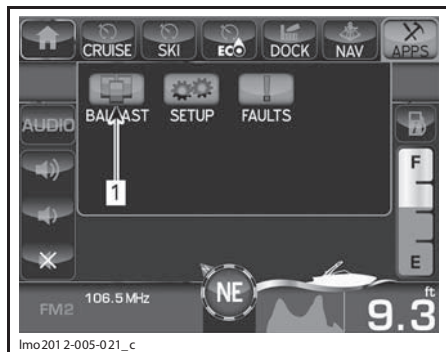 CRUISE SKI ECO DOCK NAV APPS
AUDIO BALLAST SETUP FAULTS
F
1
E
FM2 106.5 MHz NE ft
9.3
lmo2012-005-021_c